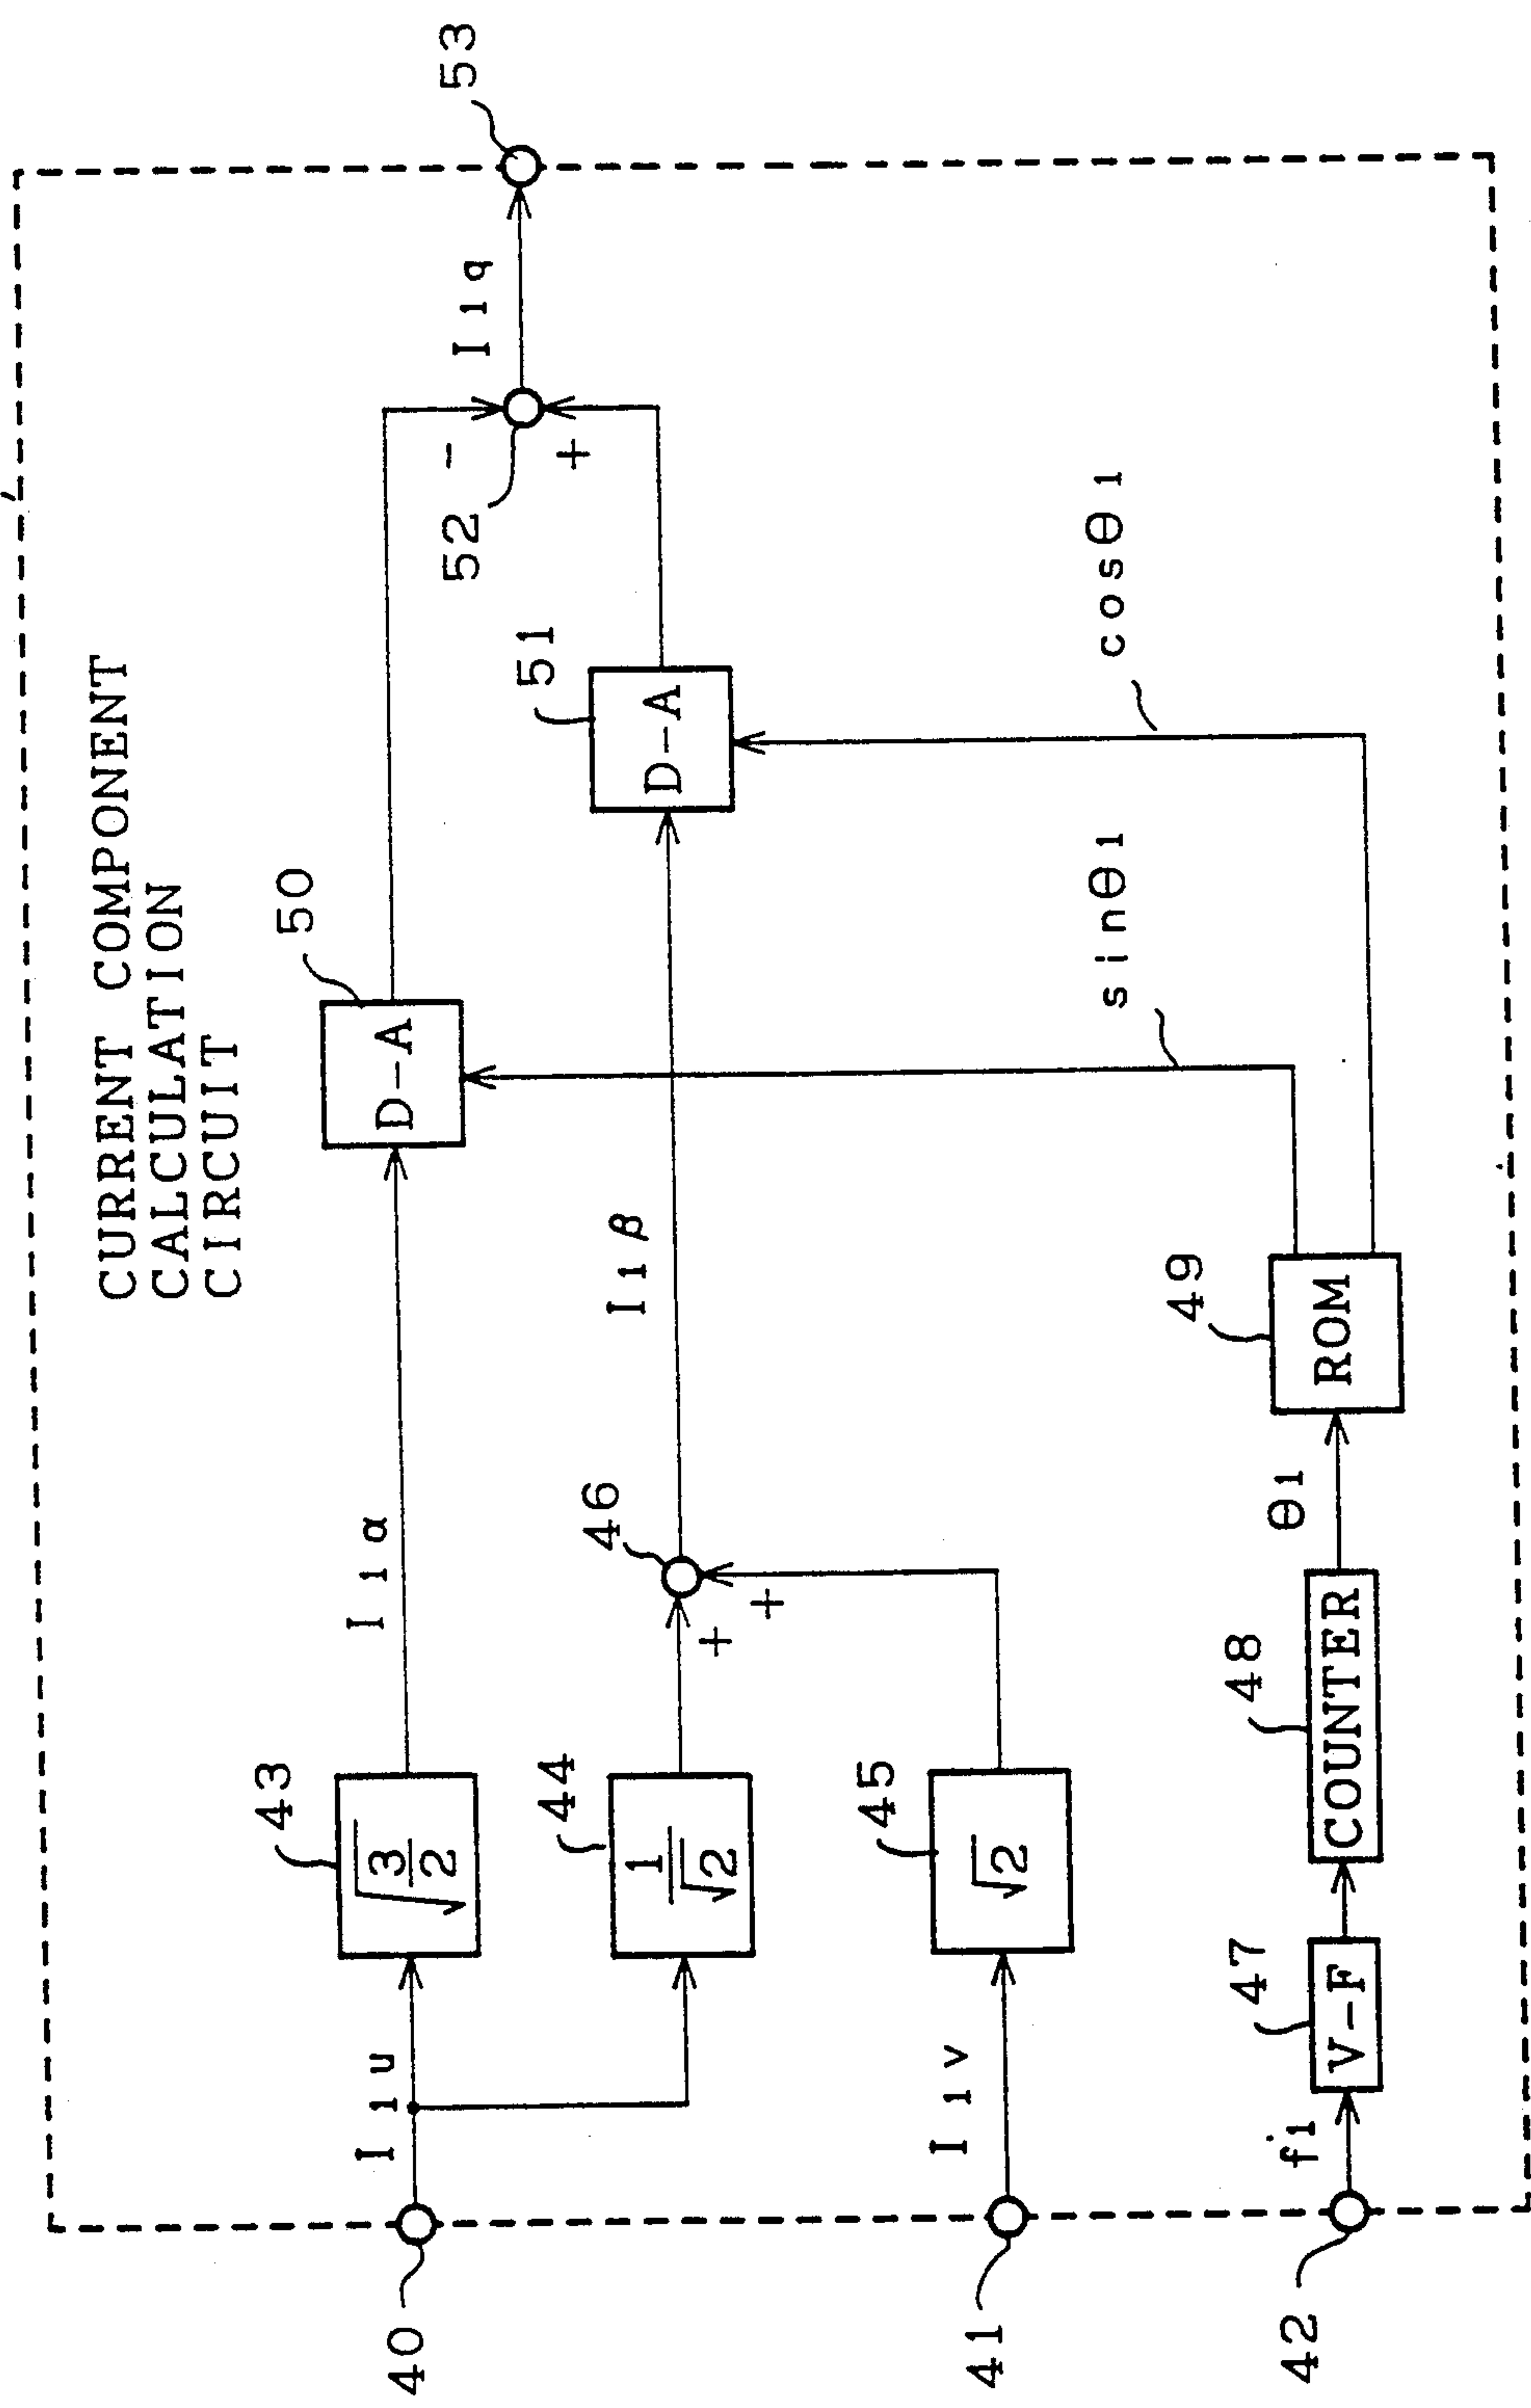 CURRENT COMPONENT
CALCULATION
CIRCUIT
40
I1u
43
√3/2
I1α
50
D-A
44
1/√2
46
+
+
I1β
51
D-A
52
-
+
I1q
53
41
I1v
45
√2
42
f1
47
V-F
48
COUNTER
θ1
49
ROM
sinθ1
cosθ1